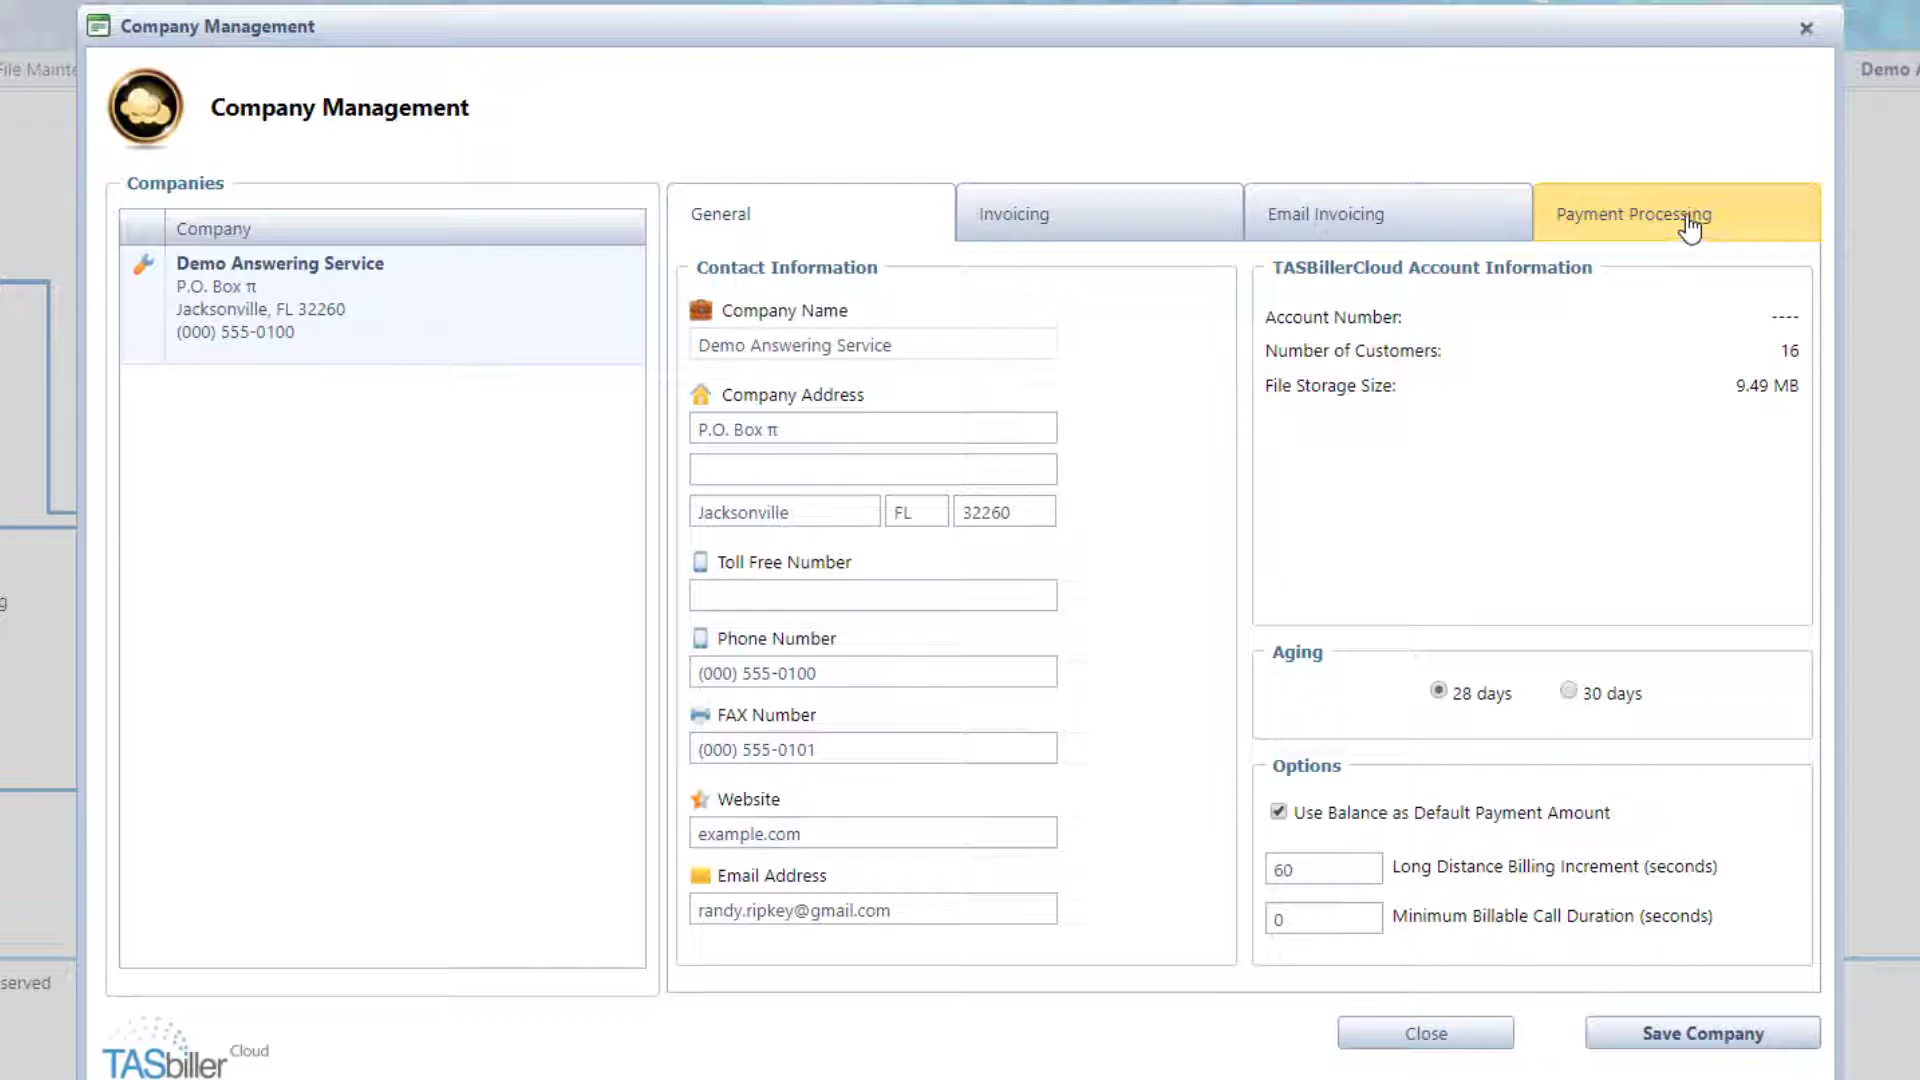 Company Management
File Mainte
Demo A
Company Management
Companies
Company
Demo Answering Service
P.O. Box π
Jacksonville, FL 32260
(000) 555-0100
General
Invoicing
Email Invoicing
Payment Processing
Contact Information
Company Name
Demo Answering Service
Company Address
P.O. Box π
Jacksonville
FL
32260
Toll Free Number
Phone Number
(000) 555-0100
FAX Number
(000) 555-0101
Website
example.com
Email Address
randy.ripkey@gmail.com
TASBillerCloud Account Information
Account Number: ----
Number of Customers: 16
File Storage Size: 9.49 MB
Aging
28 days
30 days
Options
Use Balance as Default Payment Amount
60 Long Distance Billing Increment (seconds)
0 Minimum Billable Call Duration (seconds)
g
served
Close
Save Company
TASbiller Cloud